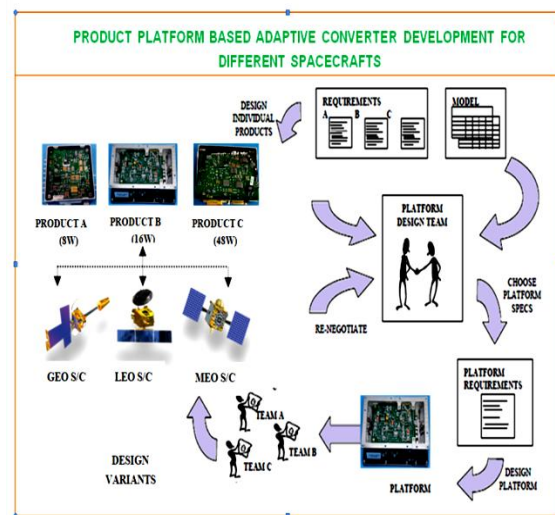 PRODUCT PLATFORM BASED ADAPTIVE CONVERTER DEVELOPMENT FOR
DIFFERENT SPACECRAFTS
DESIGN
INDIVIDUAL
PRODUCTS
REQUIREMENTS
A B C
MODEL
PRODUCT A
(8W)
PRODUCT B
(16W)
PRODUCT C
(48W)
PLATFORM
DESIGN TEAM
RE-NEGOTIATE
CHOOSE
PLATFORM
SPECS
GEO S/C
LEO S/C
MEO S/C
PLATFORM
REQUIREMENTS
TEAM A
TEAM B
TEAM C
DESIGN
VARIANTS
PLATFORM
DESIGN
PLATFORM